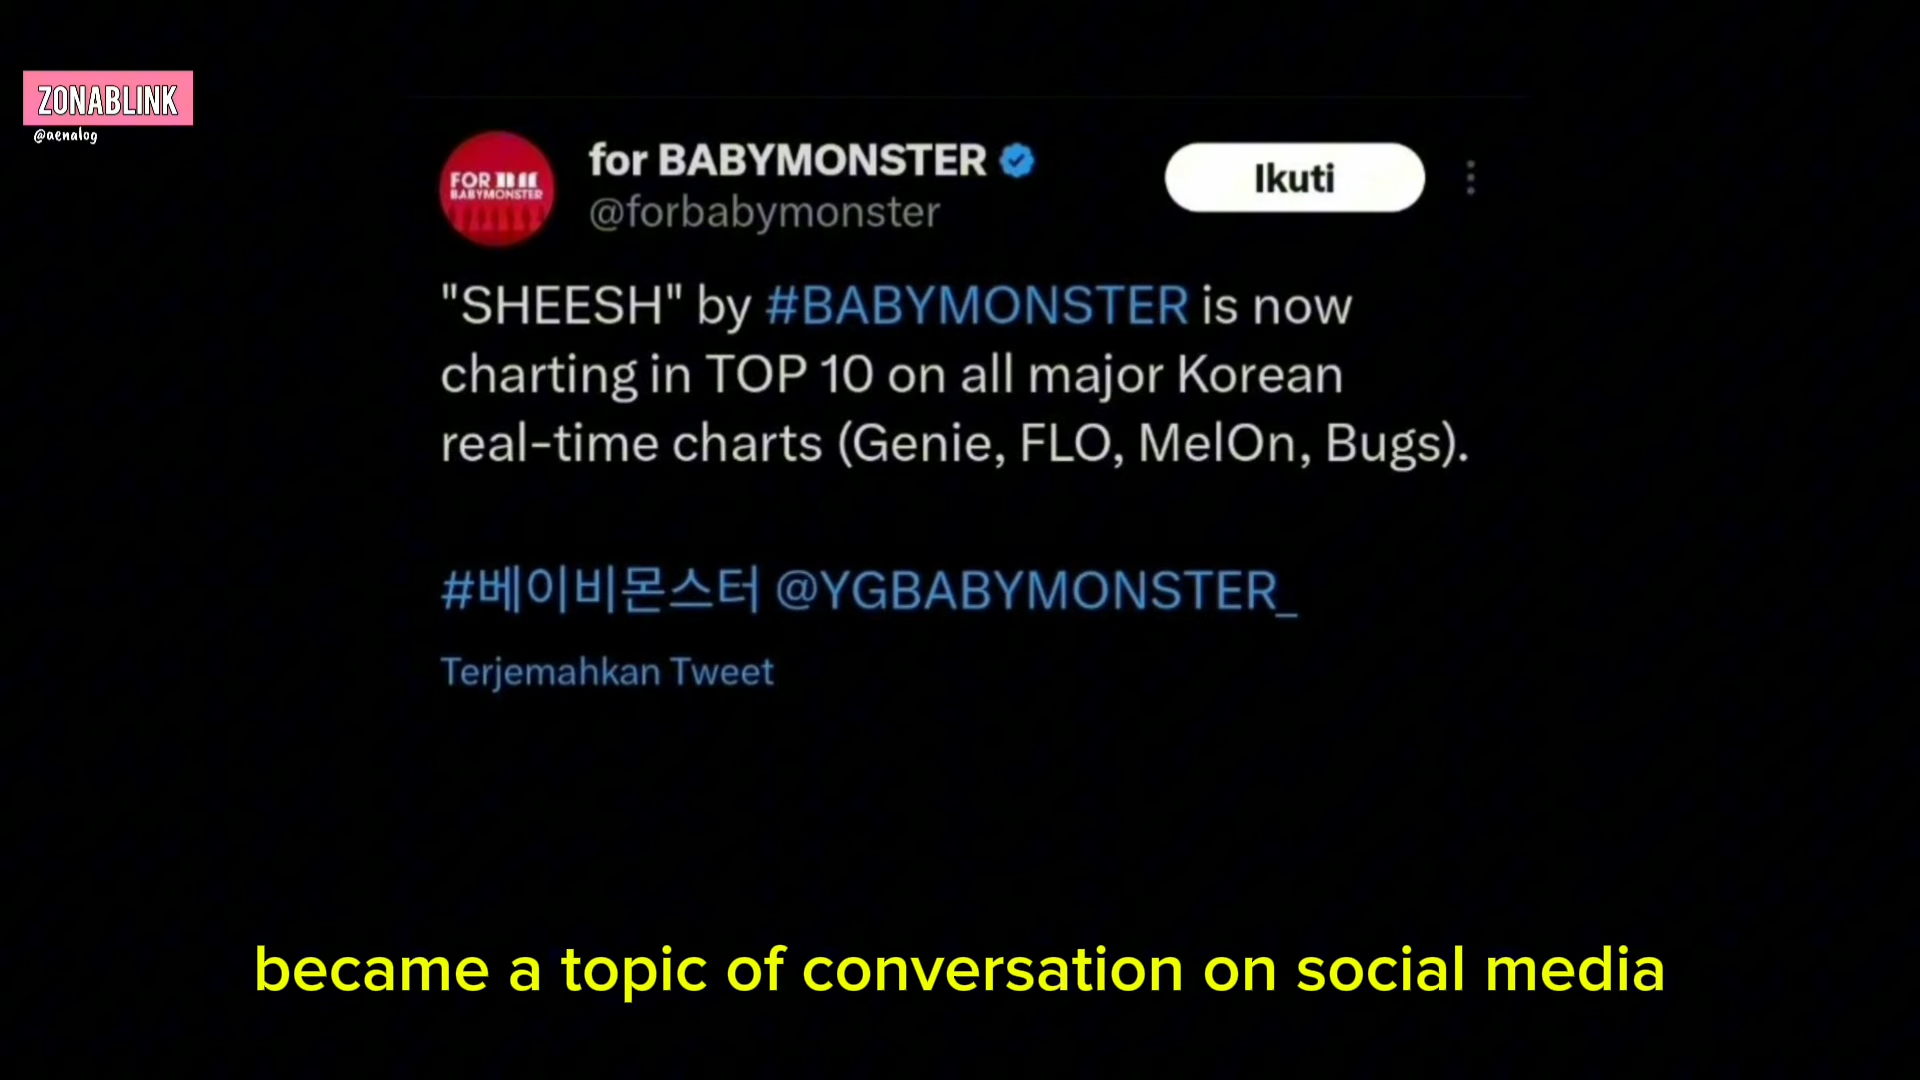 ZONABLINK
@aenalog
for BABYMONSTER
@forbabymonster
Ikuti
FOR
BABYMONSTER
"SHEESH" by #BABYMONSTER is now
charting in TOP 10 on all major Korean
real-time charts (Genie, FLO, MelOn, Bugs).
#베이비몬스터 @YGBABYMONSTER_
Terjemahkan Tweet
became a topic of conversation on social media